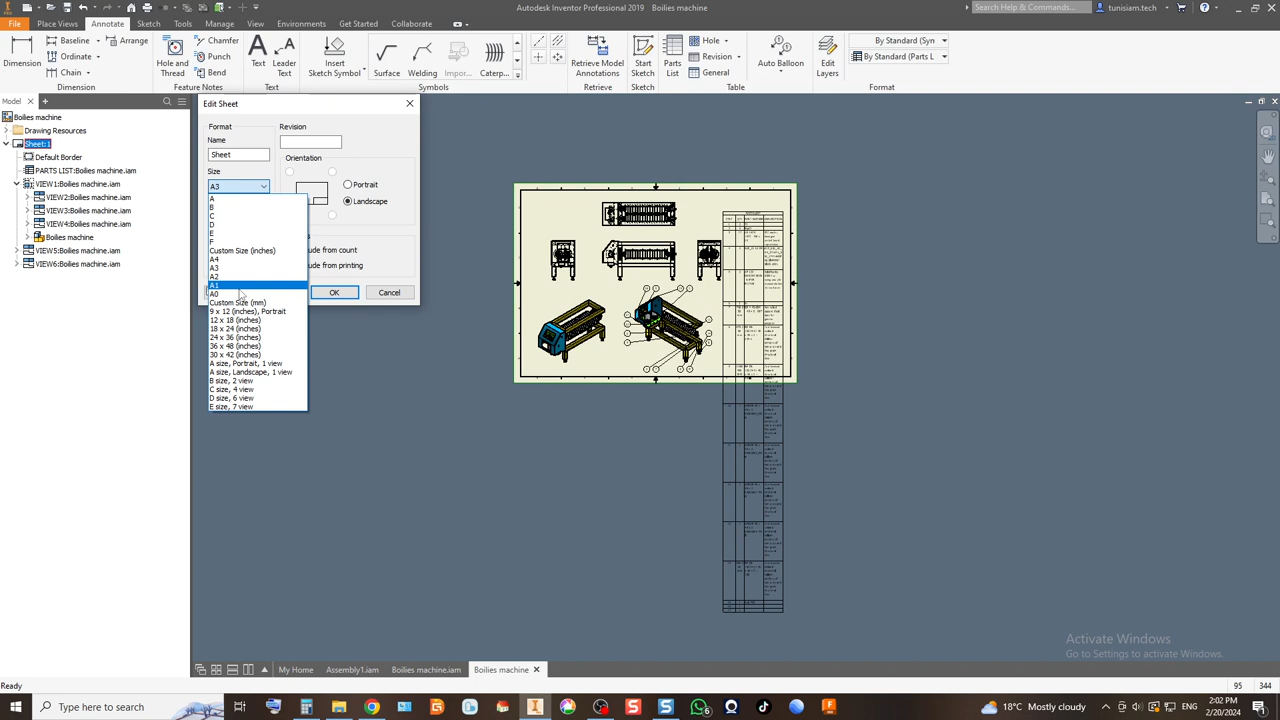 Autodesk Inventor Professional 2019 Boilies machine
Search Help & Commands...
tunisiam.tech
File
Place Views
Annotate
Sketch
Tools
Manage
View
Environments
Get Started
Collaborate
Dimension
Baseline
Arrange
Ordinate
Chain
Dimension
Hole and
Thread
Chamfer
Punch
Bend
Feature Notes
Text
Leader
Text
Text
Insert
Sketch Symbol
Surface
Welding
Impor...
Caterp...
Symbols
Retrieve Model
Annotations
Retrieve
Start
Sketch
Sketch
Parts
List
Hole
Revision
General
Table
Auto Balloon
Edit
Layers
By Standard (Syn
By Standard (Parts L
Format
Model
Boilies machine
Drawing Resources
Sheet:1
Default Border
PARTS LIST:Boilies machine.iam
VIEW1:Boilies machine.iam
VIEW2:Boilies machine.iam
VIEW3:Boilies machine.iam
VIEW4:Boilies machine.iam
Boilies machine
VIEW5:Boilies machine.iam
VIEW6:Boilies machine.iam
Edit Sheet
Format
Name
Sheet
Size
A3
Revision
Orientation
Portrait
Landscape
ude from count
ude from printing
OK
Cancel
A
B
C
D
E
F
Custom Size (inches)
A4
A3
A2
A1
A0
Custom Size (mm)
9 x 12 (inches), Portrait
12 x 18 (inches)
18 x 24 (inches)
24 x 36 (inches)
36 x 48 (inches)
30 x 42 (inches)
A size, Portrait, 1 view
A size, Landscape, 1 view
B size, 2 view
C size, 4 view
D size, 6 view
E size, 7 view
Activate Windows
Go to Settings to activate Windows.
My Home
Assembly1.iam
Boilies machine.iam
Boilies machine
Ready
95
344
Type here to search
18°C Mostly cloudy
2:02 PM
2/20/2024